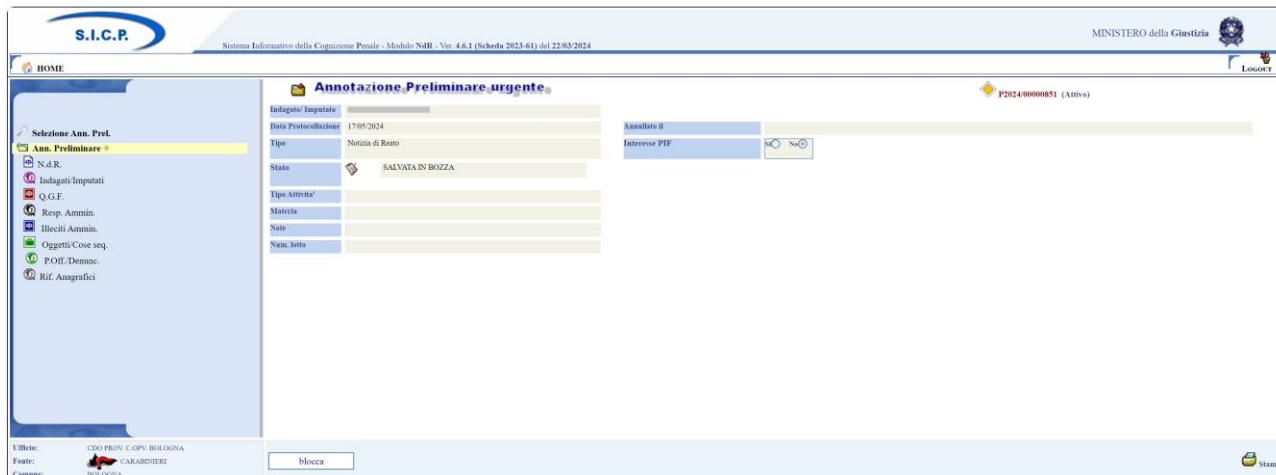 S.I.C.P.
Sistema Informativo della Cognizione Penale - Modulo NdR - Ver. 4.6.1 (Scheda 2023-61) del 22/03/2024
MINISTERO della Giustizia
HOME
LOGOUT
Annotazione Preliminare urgente
P2024/00000851 (Attivo)
Indagato/ Imputato
Data Protocollazione 17/05/2024 Annullato il
Tipo Notizia di Reato Interesse PIF Si No
Stato SALVATA IN BOZZA
Tipo Attivita'
Materia
Note
Num. lotto
Selezione Ann. Prel.
Ann. Preliminare
N.d.R.
Indagati/Imputati
Q.G.F.
Resp. Ammin.
Illeciti Ammin.
Oggetti/Cose seq.
P.Off./Denunc.
Rif. Anagrafici
Ufficio: CDO PROV. C.OPV. BOLOGNA
Fonte: CARABINIERI
Comune: BOLOGNA
blocca
Stam